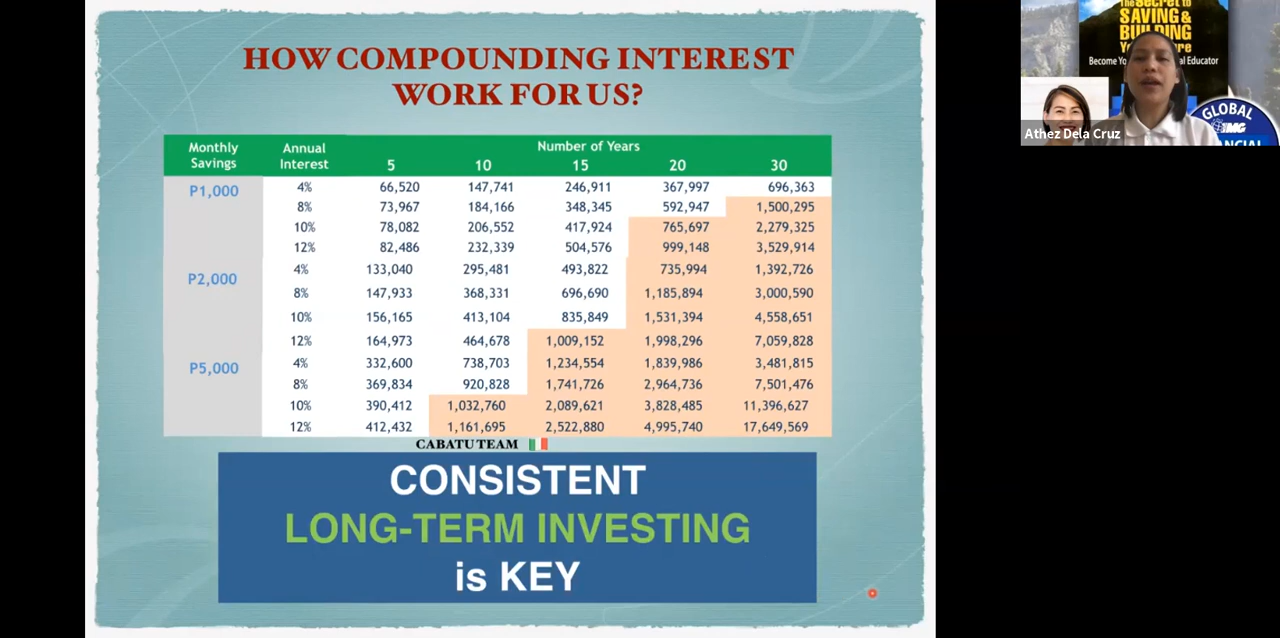 HOW COMPOUNDING INTEREST
WORK FOR US?
Monthly Savings Annual Interest Number of Years
5 10 15 20 30
P1,000 4% 66,520 147,741 246,911 367,997 696,363
8% 73,967 184,166 348,345 592,947 1,500,295
10% 78,082 206,552 417,924 765,697 2,279,325
12% 82,486 232,339 504,576 999,148 3,529,914
P2,000 4% 133,040 295,481 493,822 735,994 1,392,726
8% 147,933 368,331 696,690 1,185,894 3,000,590
10% 156,165 413,104 835,849 1,531,394 4,558,651
12% 164,973 464,678 1,009,152 1,998,296 7,059,828
P5,000 4% 332,600 738,703 1,234,554 1,839,986 3,481,815
8% 369,834 920,828 1,741,726 2,964,736 7,501,476
10% 390,412 1,032,760 2,089,621 3,828,485 11,396,627
12% 412,432 1,161,695 2,522,880 4,995,740 17,649,569
CABATU TEAM
CONSISTENT
LONG-TERM INVESTING
is KEY
The Secret to
SAVING &
BUILDING
Become
Educator
GLOBAL
IMG
Athez Dela Cruz